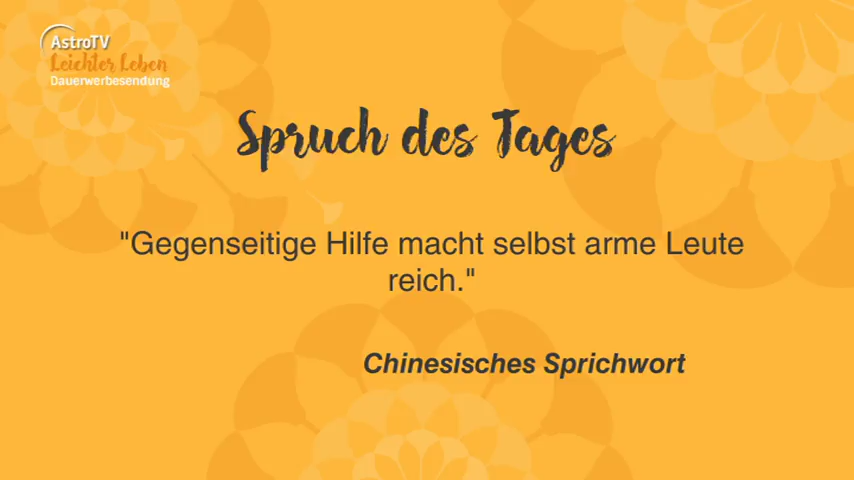 AstroTV
Leichter Leben
Dauerwerbesendung
Spruch des Tages
"Gegenseitige Hilfe macht selbst arme Leute
reich."
Chinesisches Sprichwort